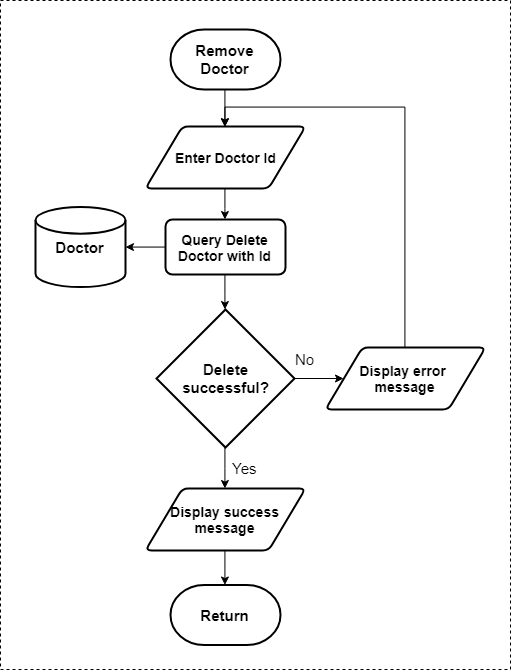 Remove
Doctor
Enter Doctor Id
Query Delete
Doctor with Id
Doctor
Delete
successful?
No
Display error
message
Yes
Display success
message
Return